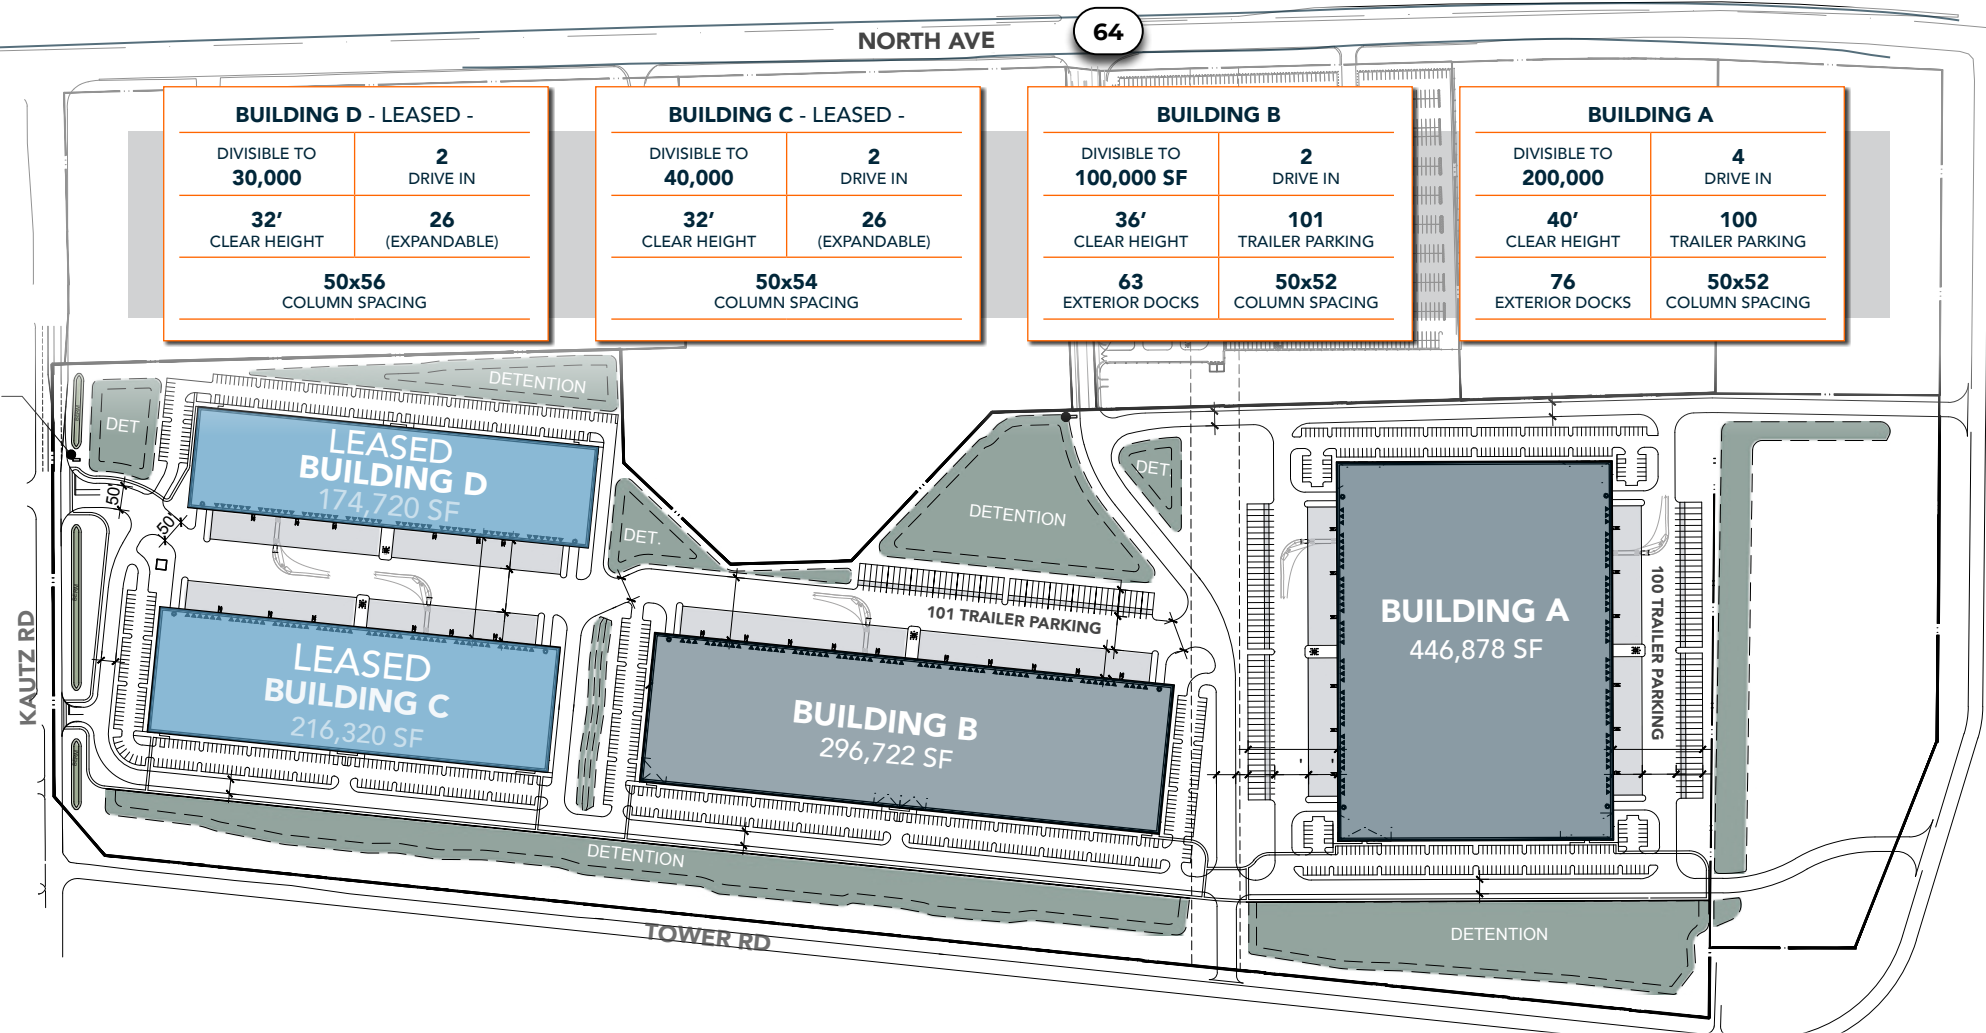 NORTH AVE
64
BUILDING D - LEASED -
DIVISIBLE TO
30,000
2
DRIVE IN
32’
CLEAR HEIGHT
26
(EXPANDABLE)
50x56
COLUMN SPACING
BUILDING C - LEASED -
DIVISIBLE TO
40,000
2
DRIVE IN
32’
CLEAR HEIGHT
26
(EXPANDABLE)
50x54
COLUMN SPACING
BUILDING B
DIVISIBLE TO
100,000 SF
2
DRIVE IN
36’
CLEAR HEIGHT
101
TRAILER PARKING
63
EXTERIOR DOCKS
50x52
COLUMN SPACING
BUILDING A
DIVISIBLE TO
200,000
4
DRIVE IN
40’
CLEAR HEIGHT
100
TRAILER PARKING
76
EXTERIOR DOCKS
50x52
COLUMN SPACING
DETENTION
DET
LEASED
BUILDING D
174,720 SF
50'
50'
DET.
DETENTION
DET.
101 TRAILER PARKING
100 TRAILER PARKING
BUILDING A
446,878 SF
KAUTZ RD
LEASED
BUILDING C
216,320 SF
BUILDING B
296,722 SF
DETENTION
TOWER RD
DETENTION